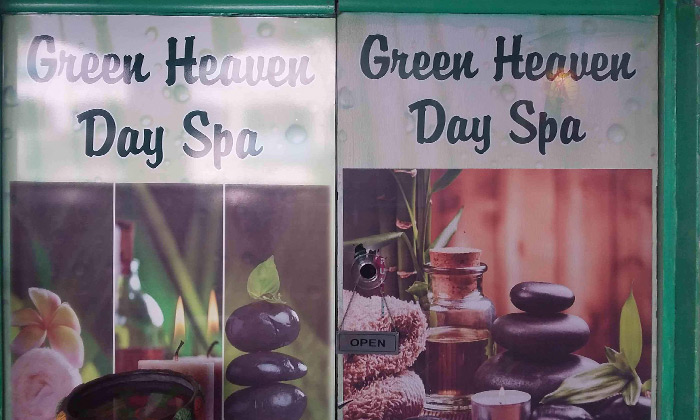 Green Heaven
Day Spa
Green Heaven
Day Spa
OPEN